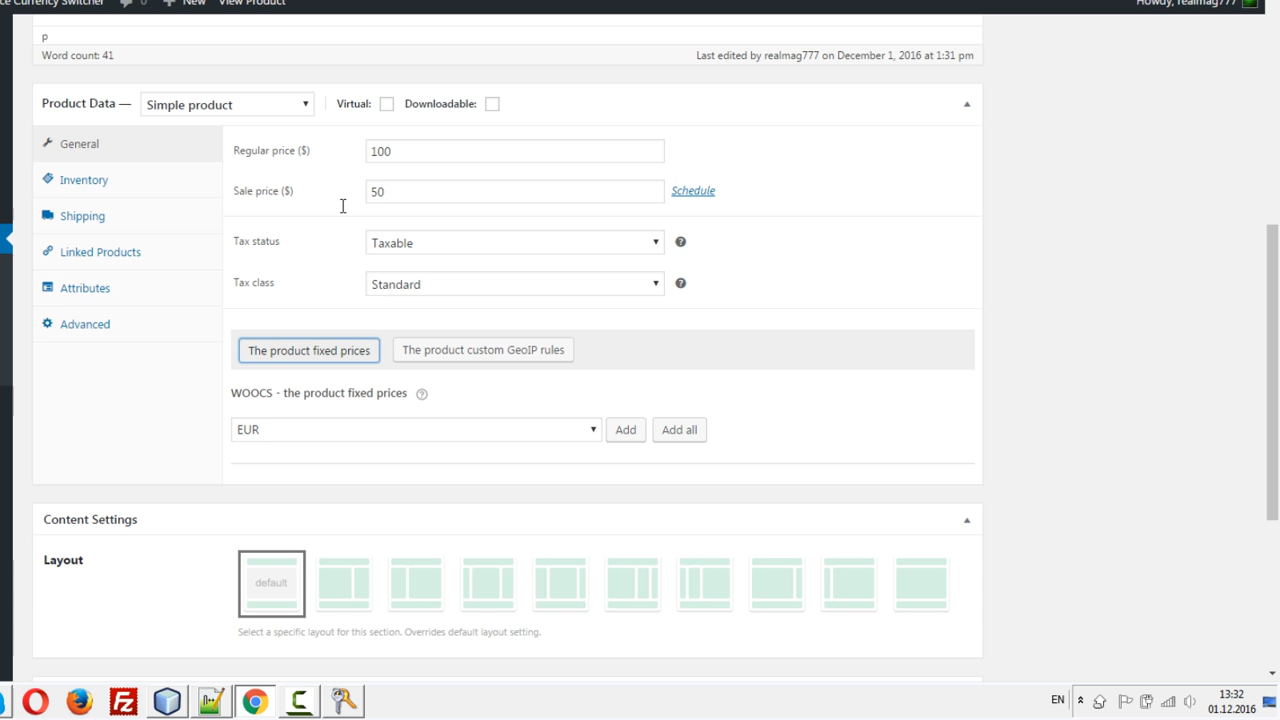 ce Currency Switcher 0 New View Product Howdy, realmag777
p
Word count: 41 Last edited by realmag777 on December 1, 2016 at 1:31 pm
Product Data — Simple product Virtual: Downloadable:
General
Inventory
Shipping
Linked Products
Attributes
Advanced
Regular price ($) 100
Sale price ($) 50 Schedule
Tax status Taxable ?
Tax class Standard ?
The product fixed prices The product custom GeoIP rules
WOOCS - the product fixed prices ?
EUR Add Add all
Content Settings
Layout
default
Select a specific layout for this section. Overrides default layout setting.
EN 13:32
01.12.2016